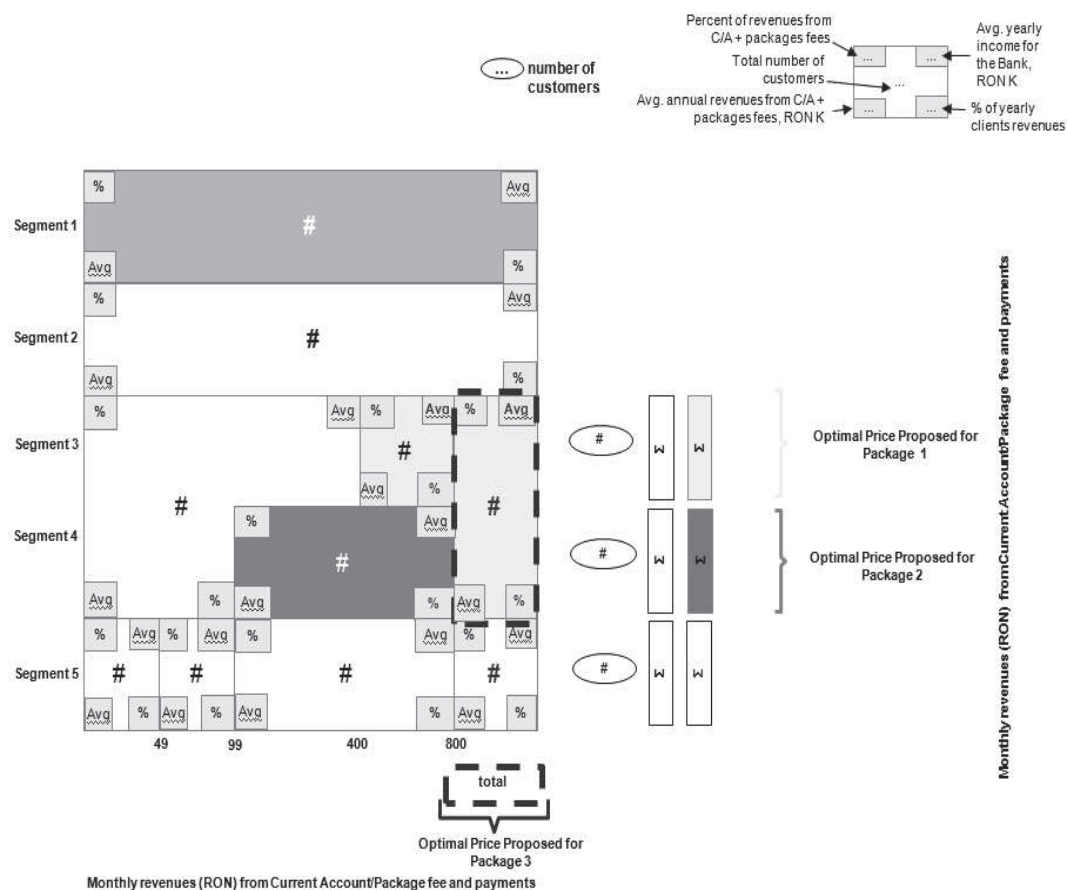 Percent of revenues from
C/A + packages fees
Avg. yearly
income for
the Bank,
RON K
Total number of
customers
Avg. annual revenues from C/A +
packages fees, RON K
% of yearly
clients revenues
... ...
...
... ...
... number of
customers
% Avg
Segment 1 #
Avg %
% Avg
Segment 2 #
Avg %
% Avg % Avg % Avg
Segment 3 #
Avg %
# #
% Avg
Segment 4 #
Avg % Avg % Avg %
% Avg % Avg % Avg % Avg
Segment 5 # # # #
Avg % Avg % Avg % Avg %
49 99 400 800
# Σ Σ
Optimal Price Proposed for
Package 1
# Σ Σ
Optimal Price Proposed for
Package 2
# Σ Σ
Monthly revenues (RON) from Current Account/Package fee and payments
total
Optimal Price Proposed for
Package 3
Monthly revenues (RON) from Current Account/Package fee and payments